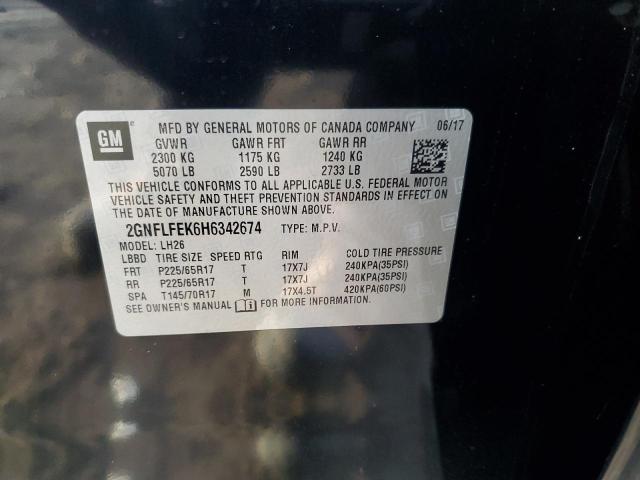 GM
MFD BY GENERAL MOTORS OF CANADA COMPANY 06/17
GVWR GAWR FRT GAWR RR
2300 KG 1175 KG 1240 KG
5070 LB 2590 LB 2733 LB
THIS VEHICLE CONFORMS TO ALL APPLICABLE U.S. FEDERAL MOTOR
VEHICLE SAFETY AND THEFT PREVENTION STANDARDS IN EFFECT ON
THE DATE OF MANUFACTURE SHOWN ABOVE.
2GNFLFEK6H6342674 TYPE: M.P.V.
MODEL: LH26
LBBD TIRE SIZE SPEED RTG RIM COLD TIRE PRESSURE
FRT P225/65R17 T 17X7J 240KPA(35PSI)
RR P225/65R17 T 17X7J 240KPA(35PSI)
SPA T145/70R17 M 17X4.5T 420KPA(60PSI)
SEE OWNER'S MANUAL FOR MORE INFORMATION